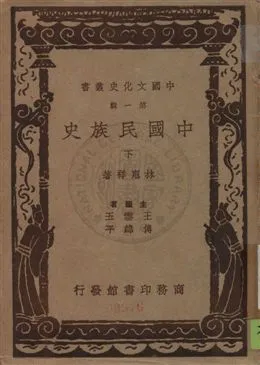 書叢史化文國中
輯一第
史族民國中
下
著祥惠林
主編者
王雲五
傅緯平
行發館書印務商